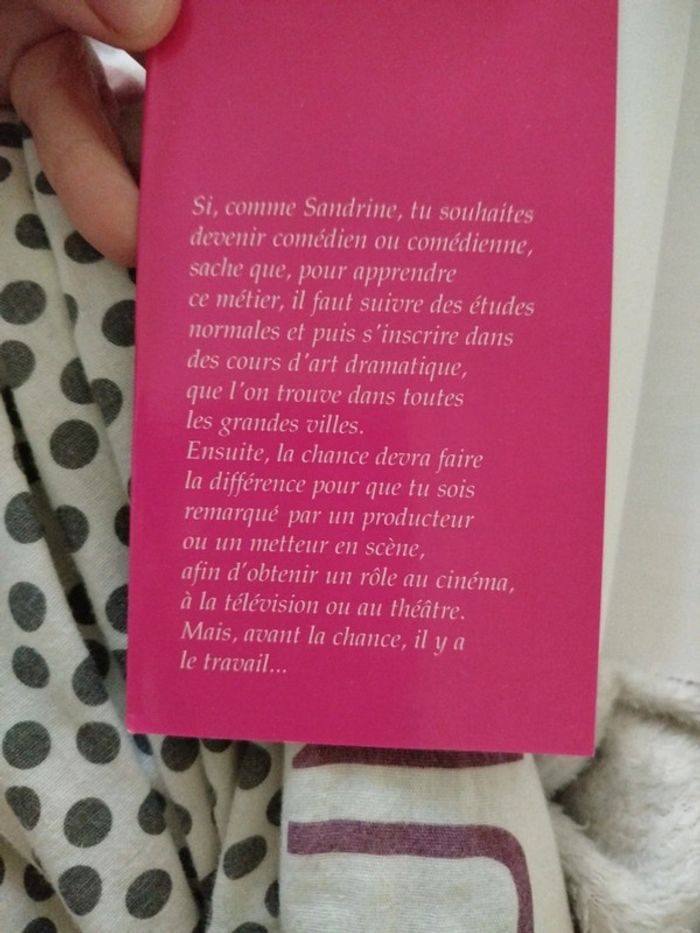 Si, comme Sandrine, tu souhaites
devenir comédien ou comédienne,
sache que, pour apprendre
ce métier, il faut suivre des études
normales et puis s'inscrire dans
des cours d'art dramatique,
que l'on trouve dans toutes
les grandes villes.
Ensuite, la chance devra faire
la différence pour que tu sois
remarqué par un producteur
ou un metteur en scène,
afin d'obtenir un rôle au cinéma,
à la télévision ou au théâtre.
Mais, avant la chance, il y a
le travail...